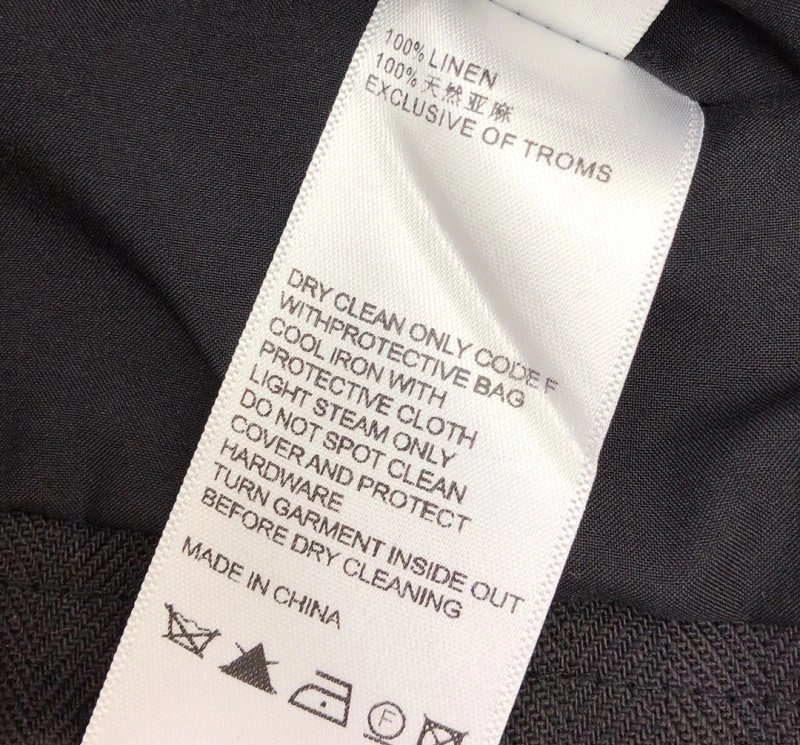 100% LINEN
100%天然亚麻
EXCLUSIVE OF TROMS
DRY CLEAN ONLY CODE F
WITHPROTECTIVE BAG
COOL IRON WITH
PROTECTIVE CLOTH
LIGHT STEAM ONLY
DO NOT SPOT CLEAN
COVER AND PROTECT
HARDWARE
TURN GARMENT INSIDE OUT
BEFORE DRY CLEANING
MADE IN CHINA
F